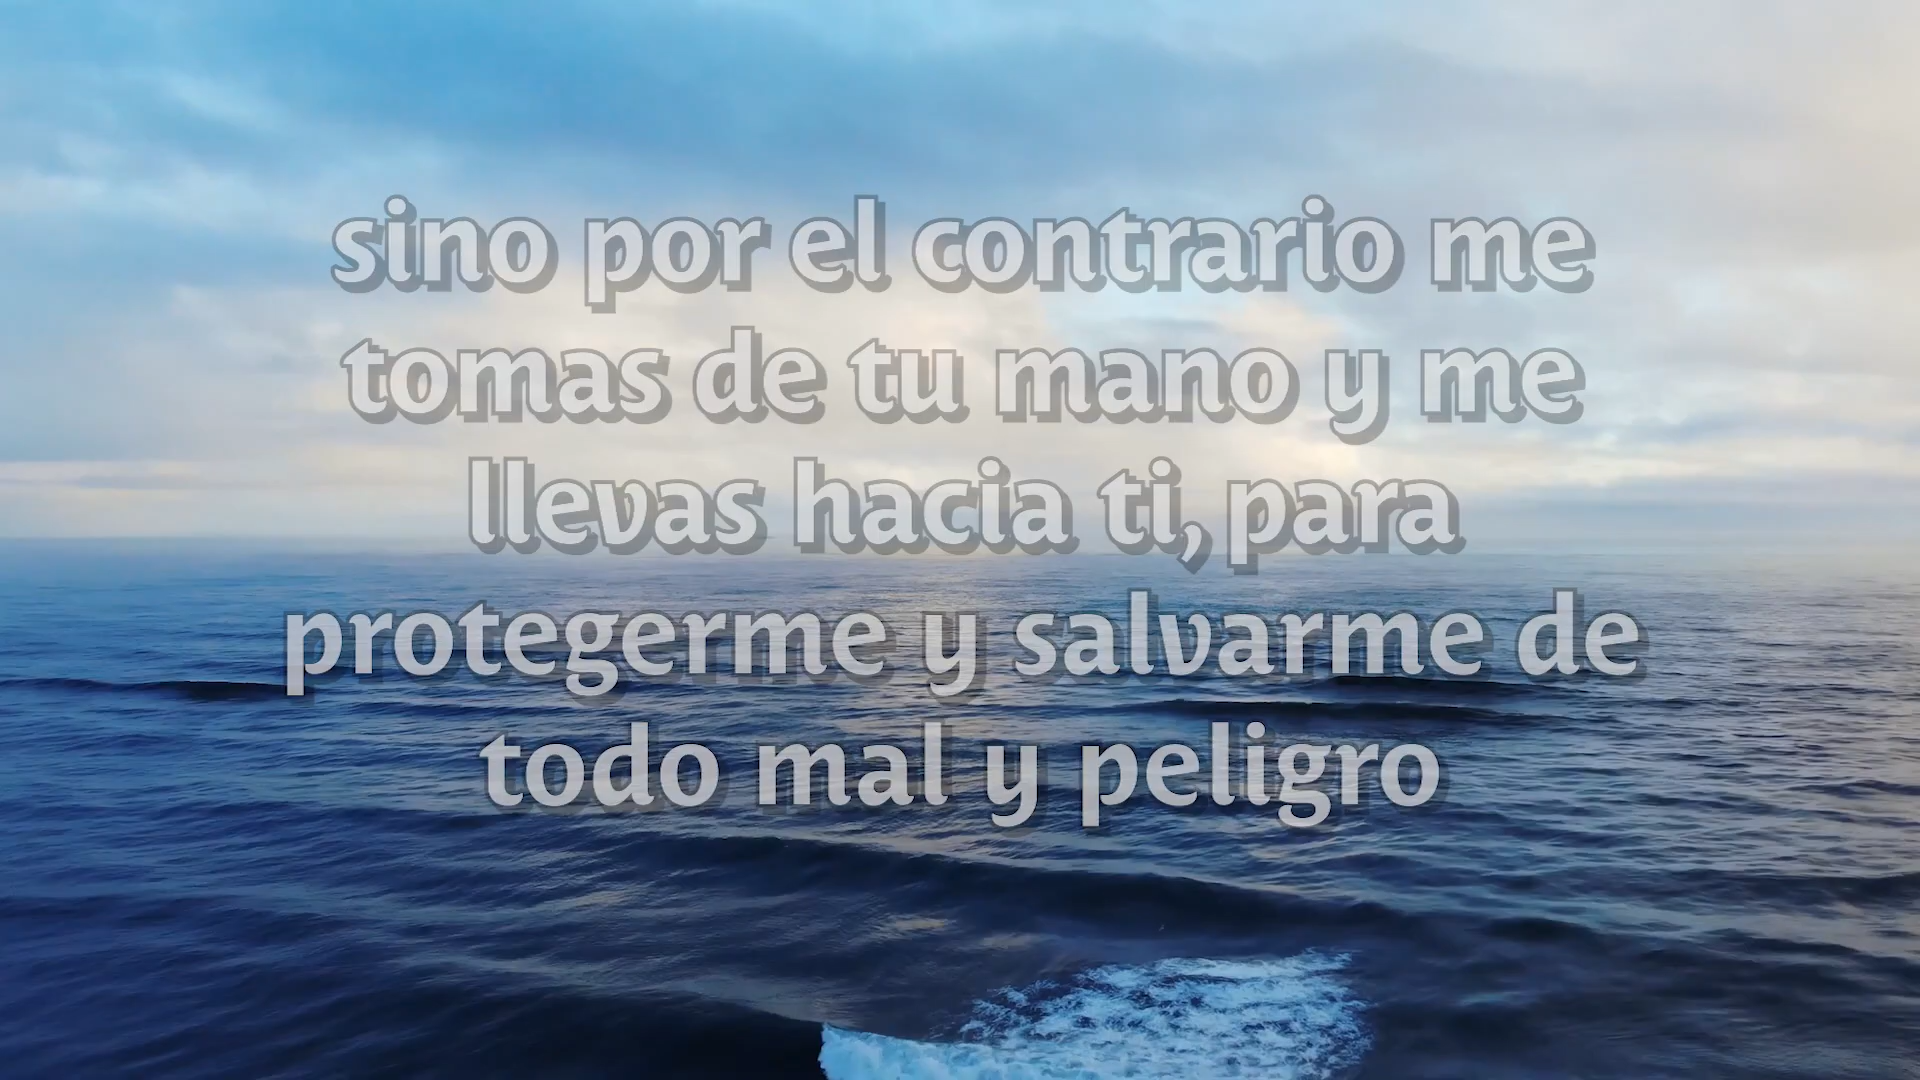 sino por el contrario me
tomas de tu mano y me
llevas hacia ti, para
protegerme y salvarme de
todo mal y peligro